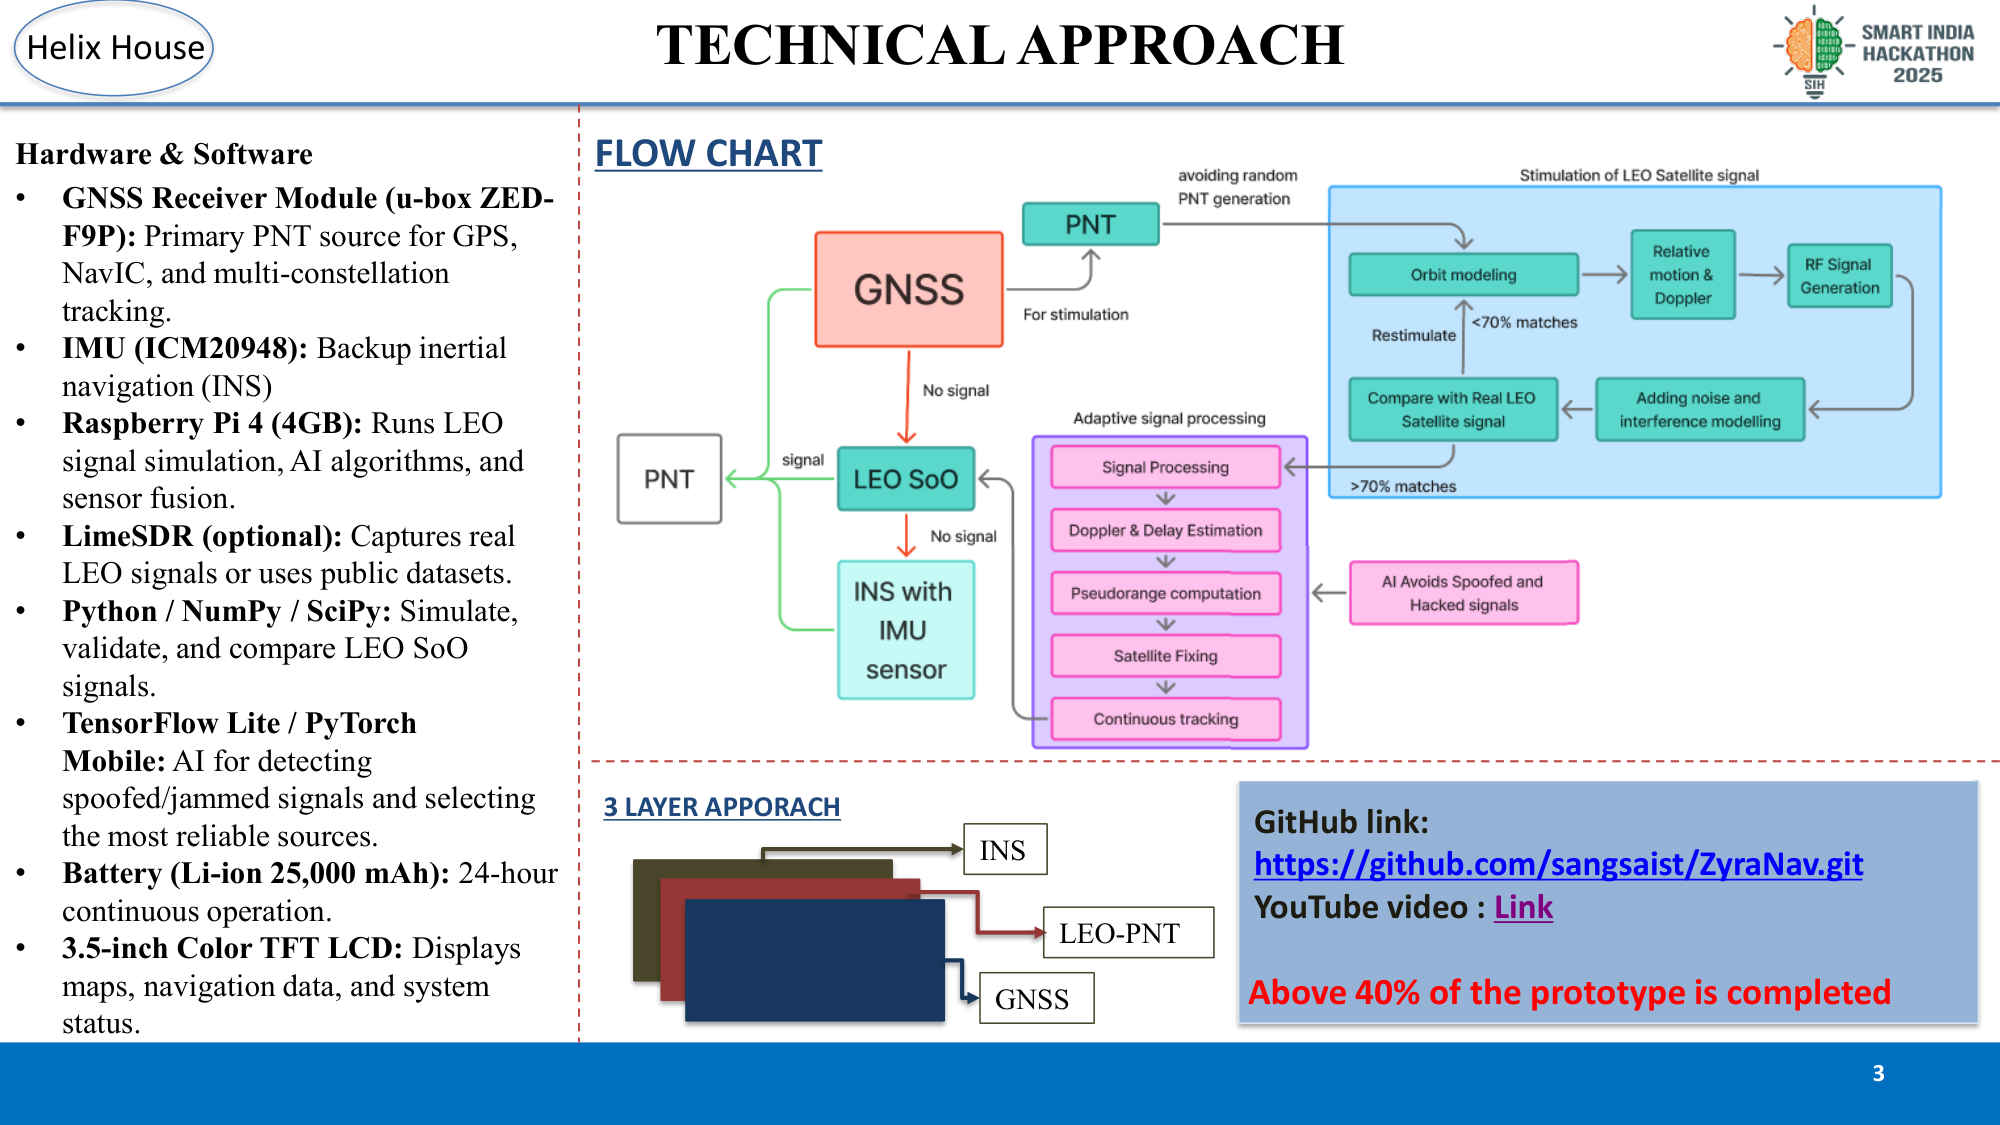 Helix House
TECHNICAL APPROACH
SMART INDIA
HACKATHON
2025
SIH
Hardware & Software
• GNSS Receiver Module (u-box ZED-
F9P): Primary PNT source for GPS,
NavIC, and multi-constellation
tracking.
• IMU (ICM20948): Backup inertial
navigation (INS)
• Raspberry Pi 4 (4GB): Runs LEO
signal simulation, AI algorithms, and
sensor fusion.
• LimeSDR (optional): Captures real
LEO signals or uses public datasets.
• Python / NumPy / SciPy: Simulate,
validate, and compare LEO SoO
signals.
• TensorFlow Lite / PyTorch
Mobile: AI for detecting
spoofed/jammed signals and selecting
the most reliable sources.
• Battery (Li-ion 25,000 mAh): 24-hour
continuous operation.
• 3.5-inch Color TFT LCD: Displays
maps, navigation data, and system
status.
FLOW CHART
avoiding random
PNT generation
Stimulation of LEO Satellite signal
PNT
GNSS
For stimulation
Orbit modeling
Relative
motion &
Doppler
RF Signal
Generation
<70% matches
Restimulate
No signal
Compare with Real LEO
Satellite signal
Adding noise and
interference modelling
>70% matches
Adaptive signal processing
PNT
signal
LEO SoO
No signal
INS with
IMU
sensor
Signal Processing
Doppler & Delay Estimation
Pseudorange computation
Satellite Fixing
Continuous tracking
AI Avoids Spoofed and
Hacked signals
3 LAYER APPORACH
INS
LEO-PNT
GNSS
GitHub link:
https://github.com/sangsaist/ZyraNav.git
YouTube video : Link
Above 40% of the prototype is completed
3